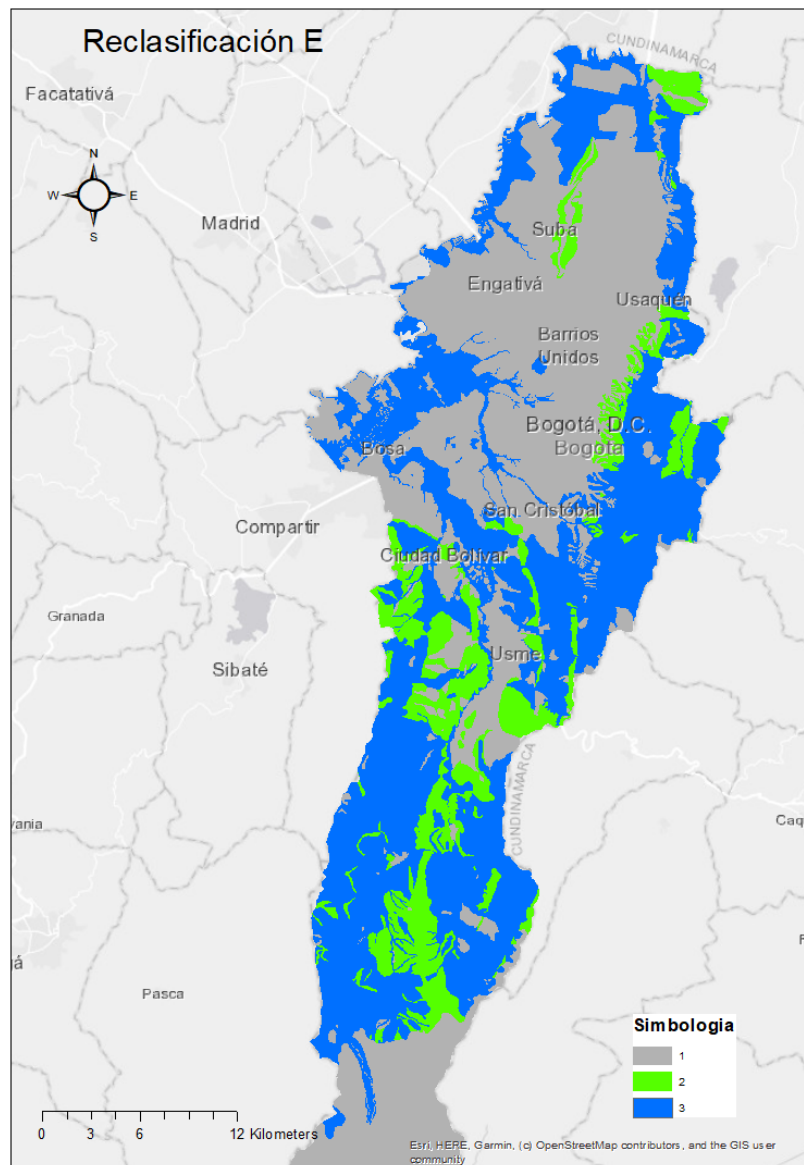 Reclasificación E
CUNDINAMARCA
Facatativá
N
W
E
S
Madrid
Suba
Engativá
Usaquén
Barrios
Unidos
Bogotá, D.C.
Bogota
Bosa
San Cristóbal
Compartir
Ciudad Bolívar
Granada
Usme
Sibaté
CUNDINAMARCA
vania
Caq
R
gá
Pasca
Simbologia
1
2
3
0 3 6 12 Kilometers
Esri, HERE, Garmin, (c) OpenStreetMap contributors, and the GIS user
community